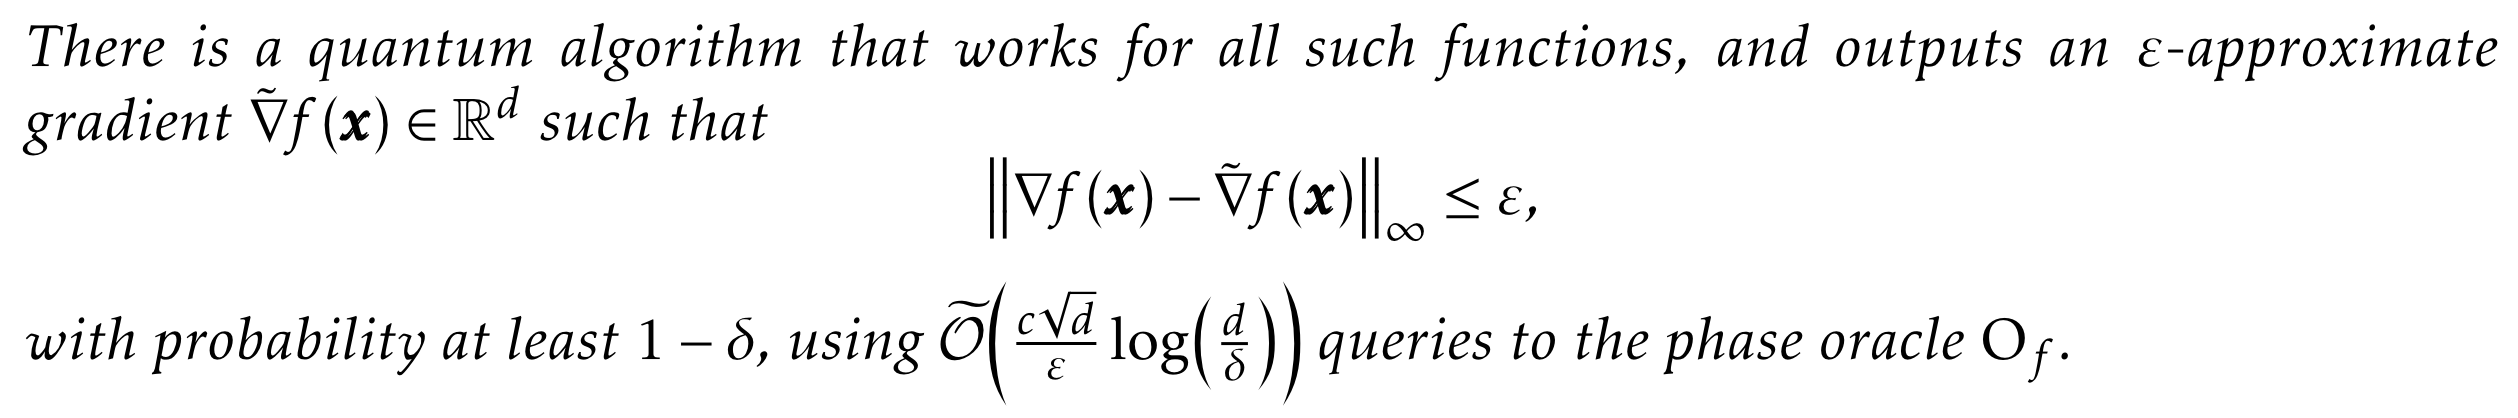 There is a quantum algorithm that works for all such functions, and outputs an ε-approximate
gradient ∇̃f(𝒙) ∈ ℝ^d such that
‖∇f(𝒙) − ∇̃f(𝒙)‖_∞ ≤ ε,
with probability at least 1 − δ, using 𝒪̃(c√d/ε log(d/δ)) queries to the phase oracle O_f.